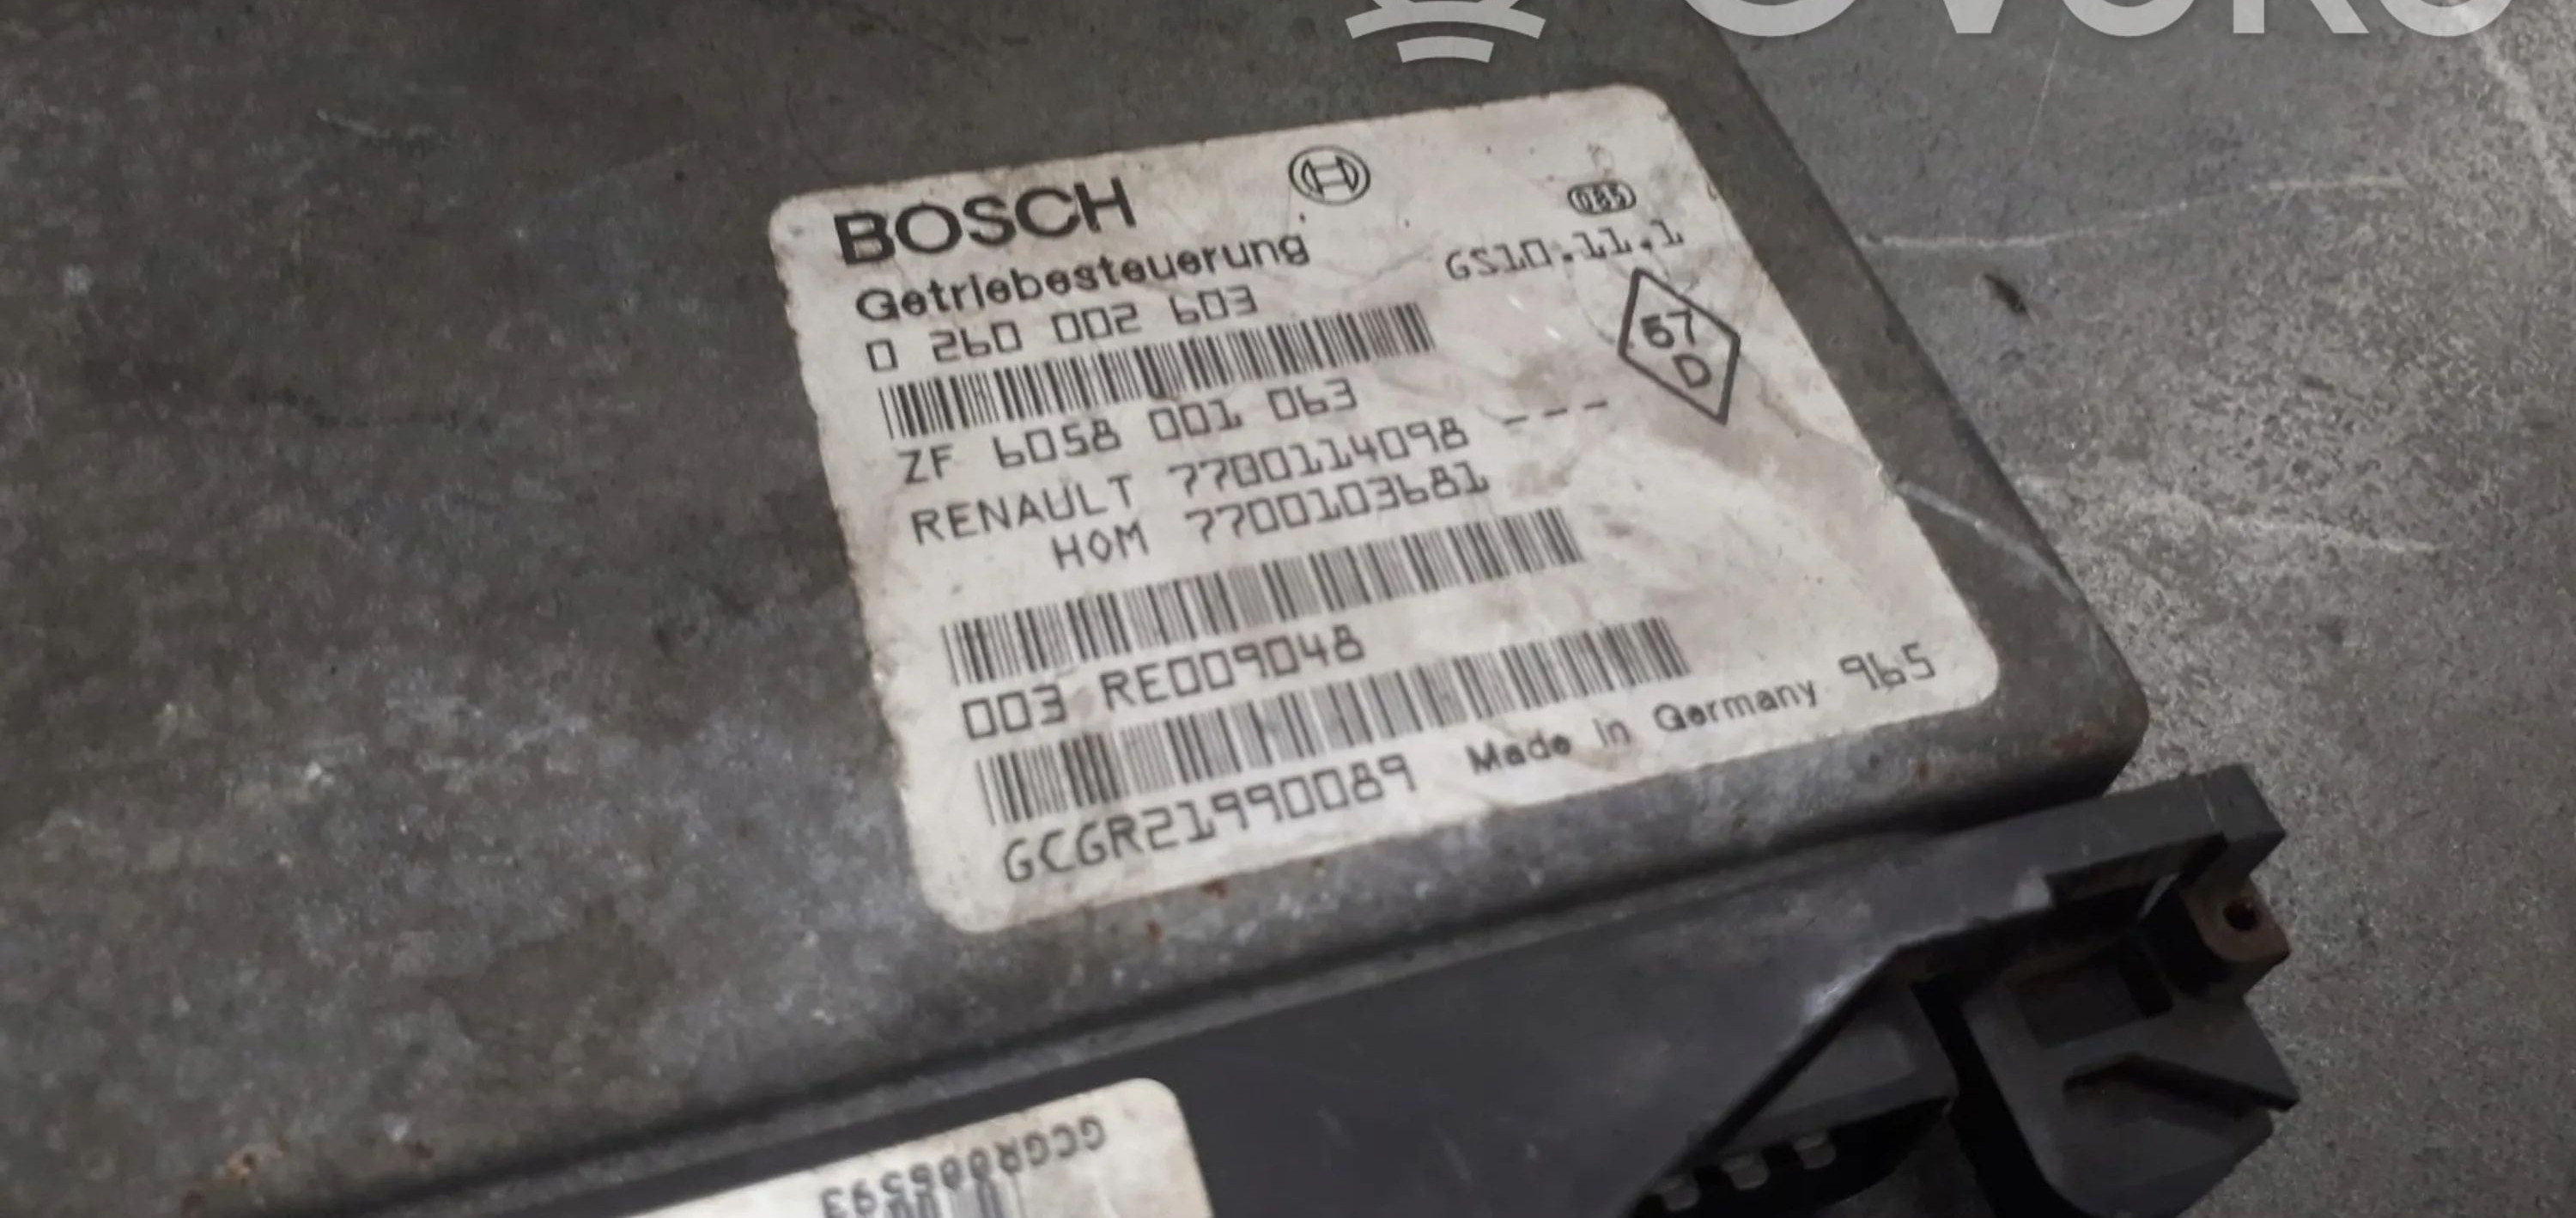 BOSCH
085
Getriebesteuerung
GS10.11.1
0 260 002 603
57
D
ZF 6058 001 063
RENAULT 7700114098 ---
HOM 7700103681
003 RE009048
GCGR21990089 Made in Germany 965